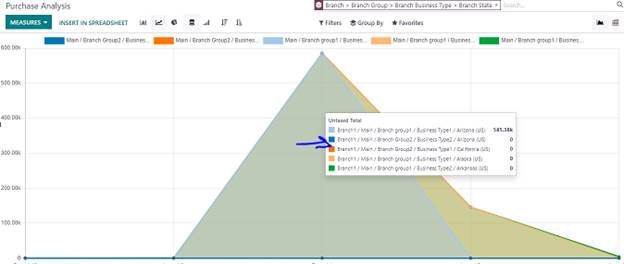 Purchase Analysis
Branch > Branch Group > Branch Business Type > Branch State
Search...
MEASURES
INSERT IN SPREADSHEET
Filters
Group By
Favorites
Main / Branch Group2 / Busines...
Main / Branch Group2 / Busines...
Main / Branch group1 / Busines...
Main / Branch group1 / Busines...
Main / Branch group1 / Busines...
600.00k
500.00k
400.00k
300.00k
200.00k
100.00k
0
Untaxed Total
Branch1 / Main / Branch group1 / Business Type1 / Arizona (US) 585.38k
Branch1 / Main / Branch Group2 / Business Type2 / Arizona (US) 0
Branch1 / Main / Branch Group2 / Business Type1 / California (US) 0
Branch1 / Main / Branch group1 / Business Type1 / Alaska (US) 0
Branch1 / Main / Branch group1 / Business Type2 / Arkansas (US) 0